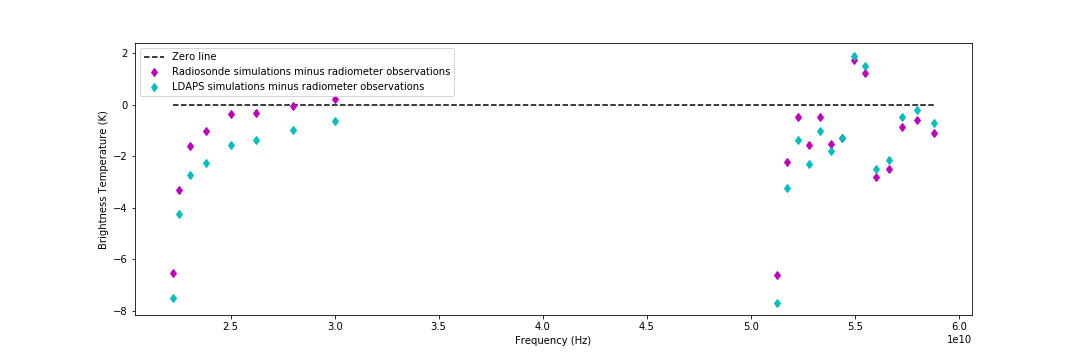 Zero line
Radiosonde simulations minus radiometer observations
LDAPS simulations minus radiometer observations
Brightness Temperature (K)
2
0
−2
−4
−6
−8
2.5 3.0 3.5 4.0 4.5 5.0 5.5 6.0
1e10
Frequency (Hz)